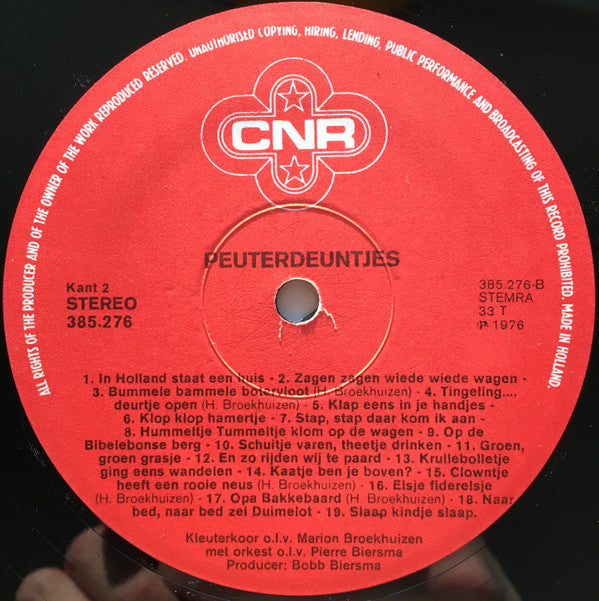 ALL RIGHTS OF THE PRODUCER AND OF THE OWNER OF THE WORK REPRODUCED RESERVED. UNAUTHORISED COPYING, HIRING, LENDING, PUBLIC PERFORMANCE AND BROADCASTING OF THIS RECORD PROHIBITED. MADE IN HOLLAND.
CNR
PEUTERDEUNTJES
Kant 2
STEREO
385.276
385.276-B
STEMRA
33 T
℗ 1976
1. In Holland staat een huis - 2. Zagen zagen wiede wiede wagen -
3. Bummele bammele botervloot (H. Broekhuizen) - 4. Tingeling....
deurtje open (H. Broekhuizen) - 5. Klap eens in je handjes -
6. Klop Klop hamertje - 7. Stap, stap daar kom ik aan -
8. Hummeltje Tummeltje klom op de wagen - 9. Op de
Bibelebonse berg - 10. Schuitje varen, theetje drinken - 11. Groen,
groen grasje - 12. En zo rijden wij te paard - 13. Krullebolletje
ging eens wandelen - 14. Kaatje ben je boven? - 15. Clowntje
heeft een rooie neus (H. Broekhuizen) - 16. Elsje fiderelsje
(H. Broekhuizen) - 17. Opa Bakkebaard (H. Broekhuizen) - 18. Naar
bed, naar bed zei Duimelot - 19. Slaap kindje slaap.
Kleuterkoor o.l.v. Marion Broekhuizen
met orkest o.l.v. Pierre Biersma
Producer: Bobb Biersma